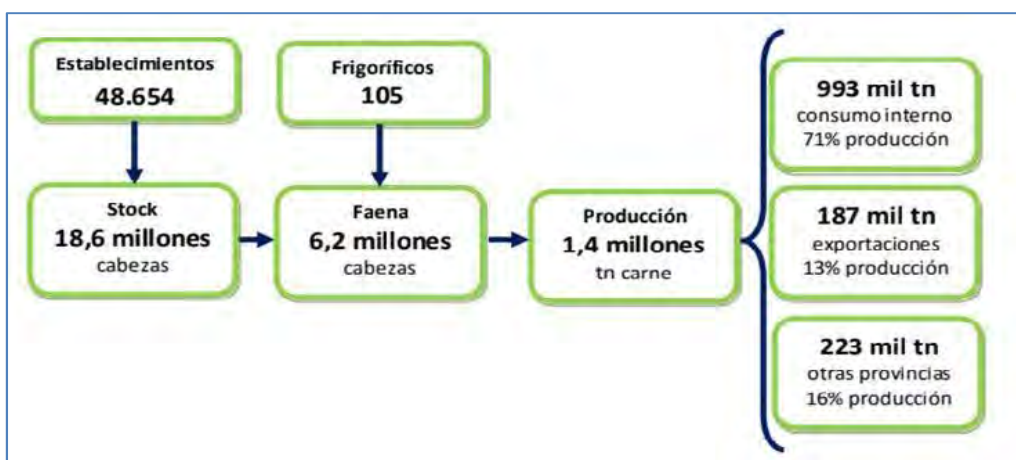 Establecimientos
48.654
Frigoríficos
105
Stock
18,6 millones
cabezas
Faena
6,2 millones
cabezas
Producción
1,4 millones
tn carne
993 mil tn
consumo interno
71% producción
187 mil tn
exportaciones
13% producción
223 mil tn
otras provincias
16% producción